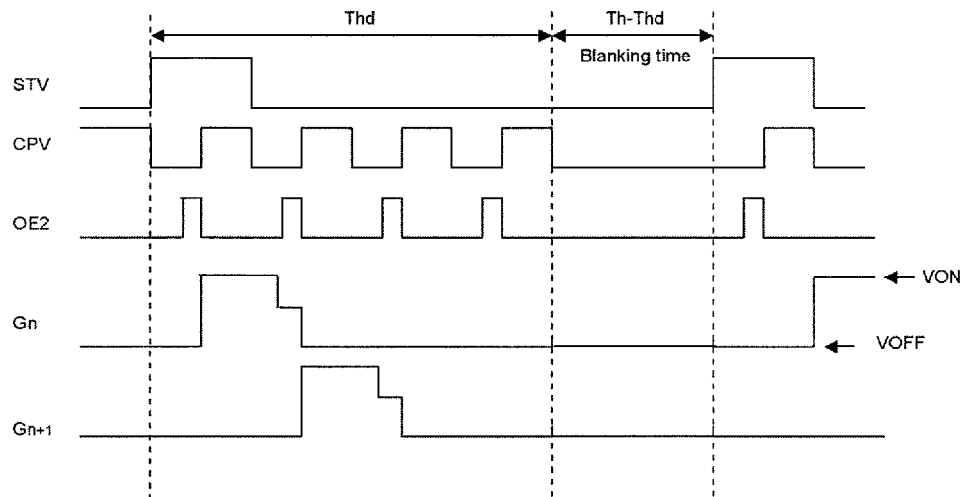 Thd
Th-Thd
Blanking time
STV
CPV
OE2
VON
Gn
VOFF
Gn+1